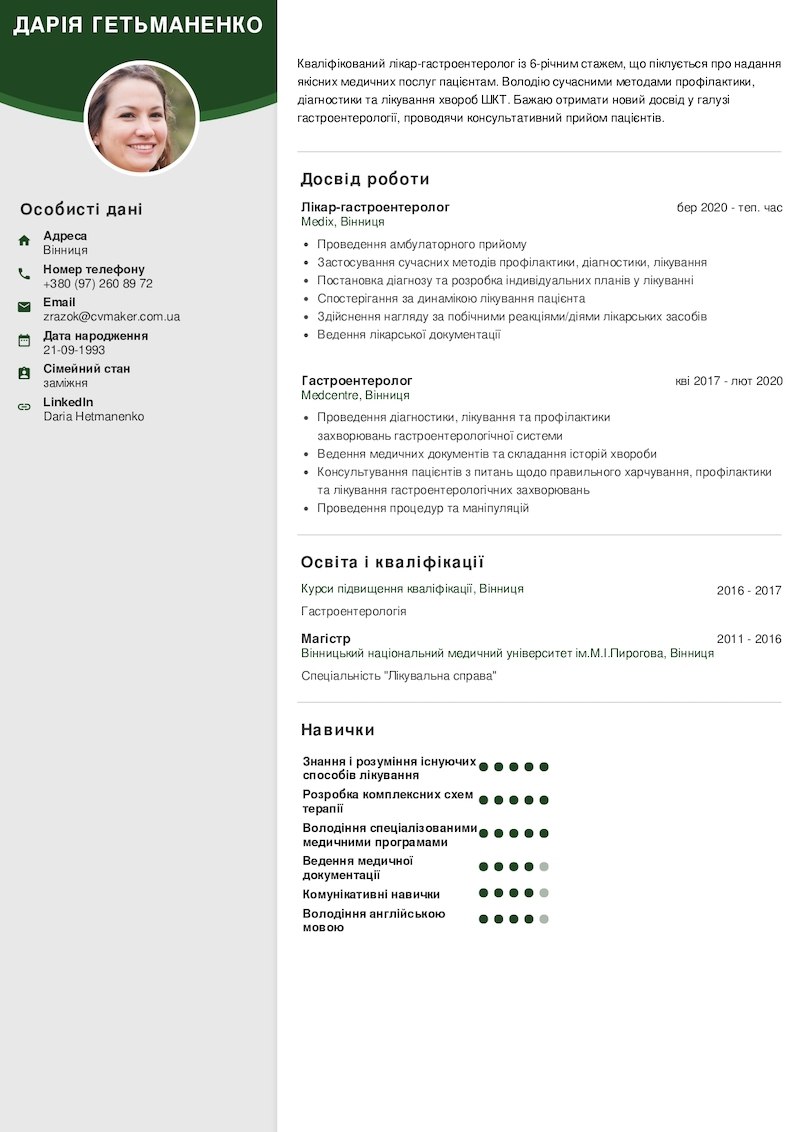 ДАРІЯ ГЕТЬМАНЕНКО
Особисті дані
Адреса
Вінниця
Номер телефону
+380 (97) 260 89 72
Email
zrazok@cvmaker.com.ua
Дата народження
21-09-1993
Сімейний стан
заміжня
LinkedIn
Daria Hetmanenko
Кваліфікований лікар-гастроентеролог із 6-річним стажем, що піклується про надання
якісних медичних послуг пацієнтам. Володію сучасними методами профілактики,
діагностики та лікування хвороб ШКТ. Бажаю отримати новий досвід у галузі
гастроентерології, проводячи консультативний прийом пацієнтів.
Досвід роботи
Лікар-гастроентеролог бер 2020 - теп. час
Medix, Вінниця
• Проведення амбулаторного прийому
• Застосування сучасних методів профілактики, діагностики, лікування
• Постановка діагнозу та розробка індивідуальних планів у лікуванні
• Спостерігання за динамікою лікування пацієнта
• Здійснення нагляду за побічними реакціями/діями лікарських засобів
• Ведення лікарської документації
Гастроентеролог кві 2017 - лют 2020
Medcentre, Вінниця
• Проведення діагностики, лікування та профілактики
захворювань гастроентерологічної системи
• Ведення медичних документів та складання історій хвороби
• Консультування пацієнтів з питань щодо правильного харчування, профілактики
та лікування гастроентерологічних захворювань
• Проведення процедур та маніпуляцій
Освіта і кваліфікації
Курси підвищення кваліфікації, Вінниця 2016 - 2017
Гастроентерологія
Магістр 2011 - 2016
Вінницький національний медичний університет ім.М.І.Пирогова, Вінниця
Спеціальність "Лікувальна справа"
Навички
Знання і розуміння існуючих
способів лікування
Розробка комплексних схем
терапії
Володіння спеціалізованими
медичними програмами
Ведення медичної
документації
Комунікативні навички
Володіння англійською
мовою